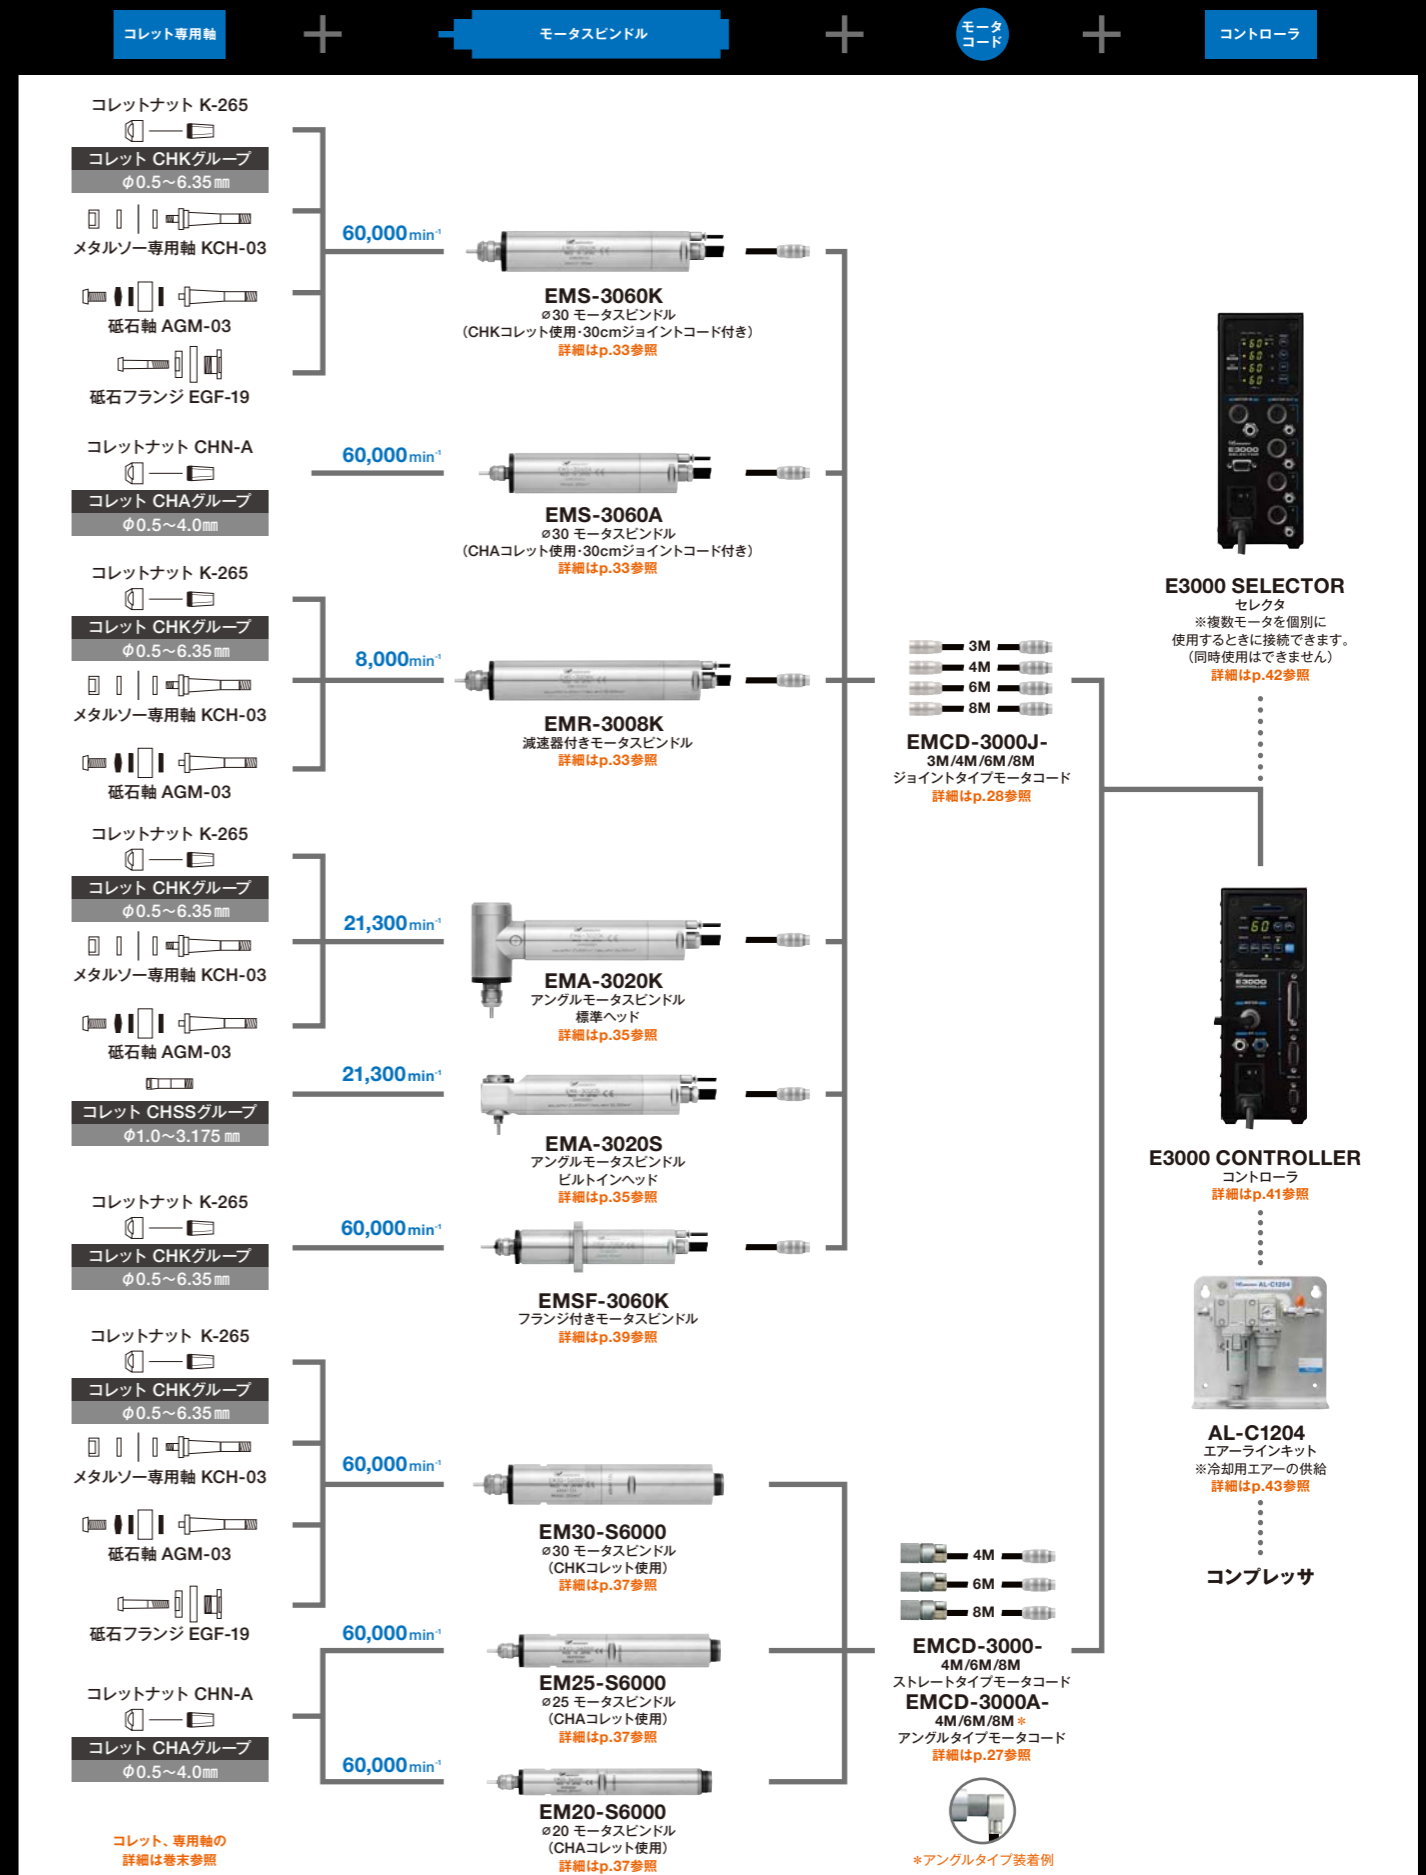 コレット専用軸
モータスピンドル
モータ
コード
コントローラ
コレットナット K-265
コレット CHKグループ
φ0.5〜6.35㎜
メタルソー専用軸 KCH-03
砥石軸 AGM-03
砥石フランジ EGF-19
60,000min⁻¹
EMS-3060K
⌀30 モータスピンドル
（CHKコレット使用・30cmジョイントコード付き）
詳細はp.33参照
コレットナット CHN-A
コレット CHAグループ
φ0.5〜4.0㎜
60,000min⁻¹
EMS-3060A
⌀30 モータスピンドル
（CHAコレット使用・30cmジョイントコード付き）
詳細はp.33参照
コレットナット K-265
コレット CHKグループ
φ0.5〜6.35㎜
メタルソー専用軸 KCH-03
砥石軸 AGM-03
8,000min⁻¹
EMR-3008K
減速器付きモータスピンドル
詳細はp.33参照
コレットナット K-265
コレット CHKグループ
φ0.5〜6.35㎜
メタルソー専用軸 KCH-03
砥石軸 AGM-03
21,300min⁻¹
EMA-3020K
アングルモータスピンドル
標準ヘッド
詳細はp.35参照
コレット CHSSグループ
φ1.0〜3.175 ㎜
21,300min⁻¹
EMA-3020S
アングルモータスピンドル
ビルトインヘッド
詳細はp.35参照
コレットナット K-265
コレット CHKグループ
φ0.5〜6.35㎜
60,000min⁻¹
EMSF-3060K
フランジ付きモータスピンドル
詳細はp.39参照
コレットナット K-265
コレット CHKグループ
φ0.5〜6.35㎜
メタルソー専用軸 KCH-03
砥石軸 AGM-03
砥石フランジ EGF-19
60,000min⁻¹
EM30-S6000
⌀30 モータスピンドル
（CHKコレット使用）
詳細はp.37参照
コレットナット CHN-A
コレット CHAグループ
φ0.5〜4.0㎜
60,000min⁻¹
EM25-S6000
⌀25 モータスピンドル
（CHAコレット使用）
詳細はp.37参照
60,000min⁻¹
EM20-S6000
⌀20 モータスピンドル
（CHAコレット使用）
詳細はp.37参照
コレット、専用軸の
詳細は巻末参照
3M
4M
6M
8M
EMCD-3000J-
3M/4M/6M/8M
ジョイントタイプモータコード
詳細はp.28参照
4M
6M
8M
EMCD-3000-
4M/6M/8M
ストレートタイプモータコード
EMCD-3000A-
4M/6M/8M＊
アングルタイプモータコード
詳細はp.27参照
＊アングルタイプ装着例
E3000
SELECTOR
E3000 SELECTOR
セレクタ
※複数モータを個別に
使用するときに接続できます。
（同時使用はできません）
詳細はp.42参照
60
E3000
CONTROLLER
E3000 CONTROLLER
コントローラ
詳細はp.41参照
AL-C1204
AL-C1204
エアーラインキット
※冷却用エアーの供給
詳細はp.43参照
コンプレッサ